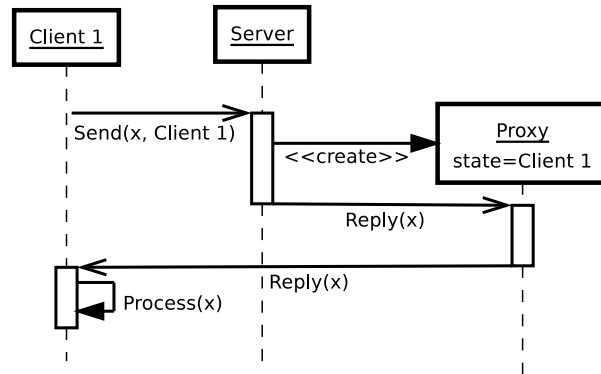 Client 1
Server
Send(x, Client 1)
<<create>>
Proxy
state=Client 1
Reply(x)
Reply(x)
Process(x)